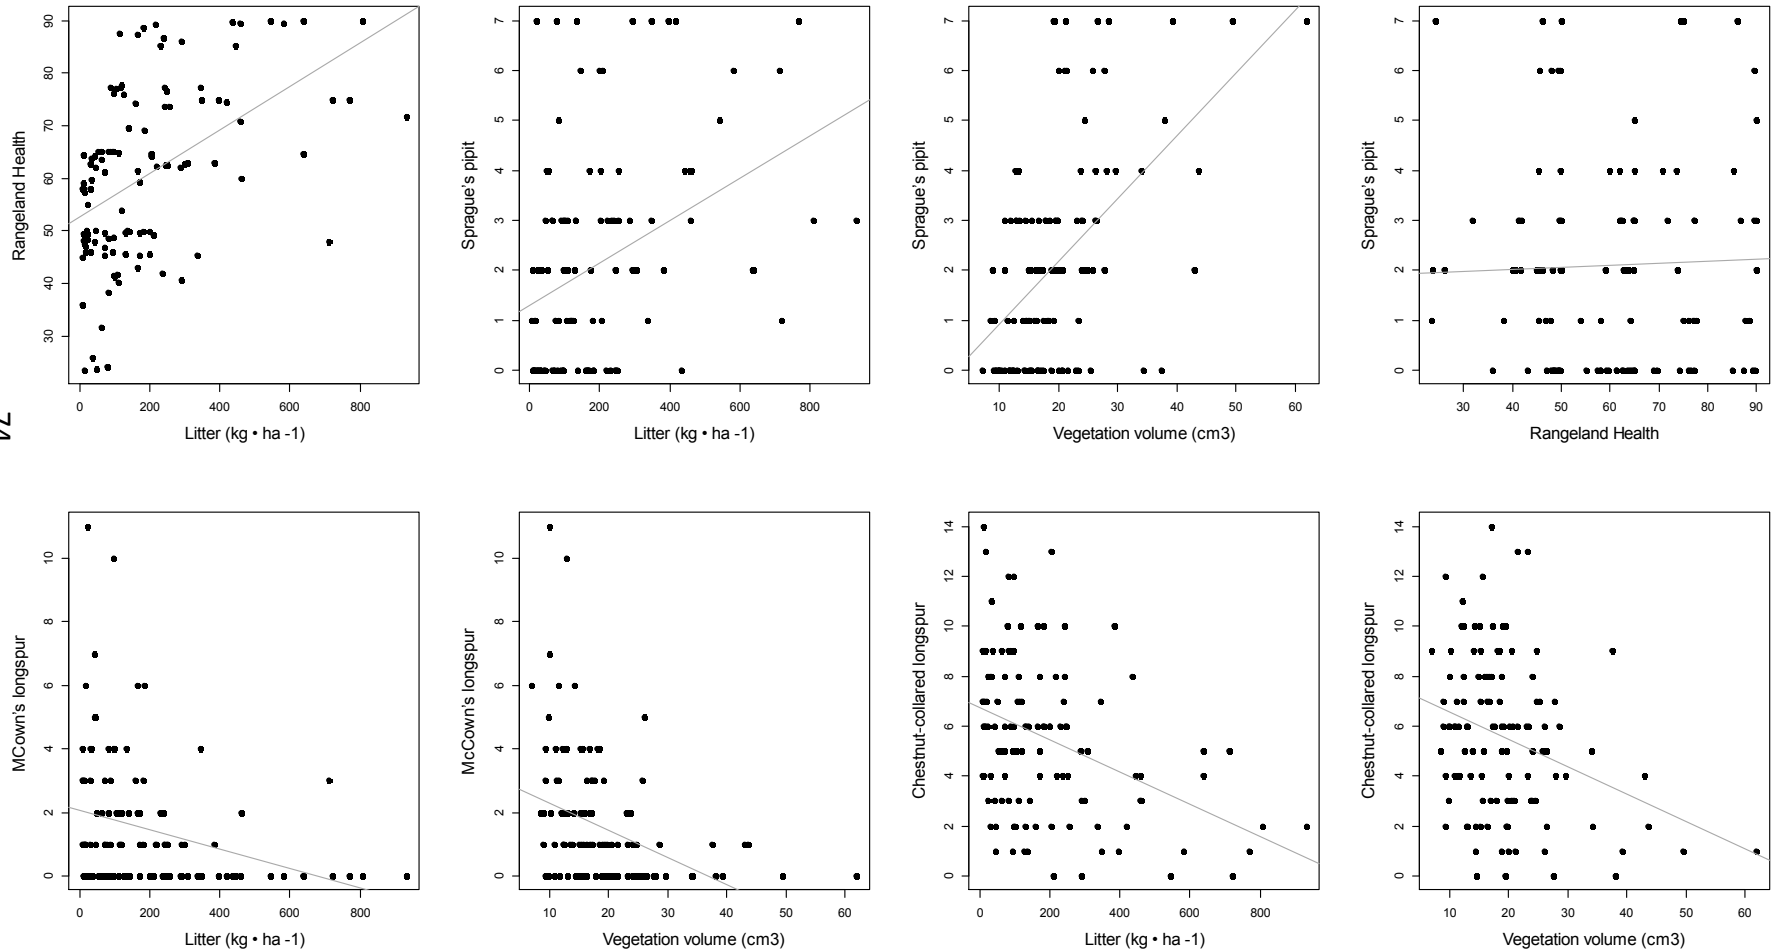 90
80
70
60
50
40
30
Rangeland Health
0 200 400 600 800
Litter (kg • ha -1)
7
6
5
4
3
2
1
0
Sprague's pipit
0 200 400 600 800
Litter (kg • ha -1)
7
6
5
4
3
2
1
0
Sprague's pipit
10 20 30 40 50 60
Vegetation volume (cm3)
7
6
5
4
3
2
1
0
Sprague's pipit
30 40 50 60 70 80 90
Rangeland Health
10
8
6
4
2
0
MCown's longspur
0 200 400 600 800
Litter (kg • ha -1)
10
8
6
4
2
0
McCown's longspur
10 20 30 40 50 60
Vegetation volume (cm3)
14
12
10
8
6
4
2
0
Chestnut-collared longspur
0 200 400 600 800
Litter (kg • ha -1)
14
12
10
8
6
4
2
0
Chestnut-collared longspur
10 20 30 40 50 60
Vegetation volume (cm3)